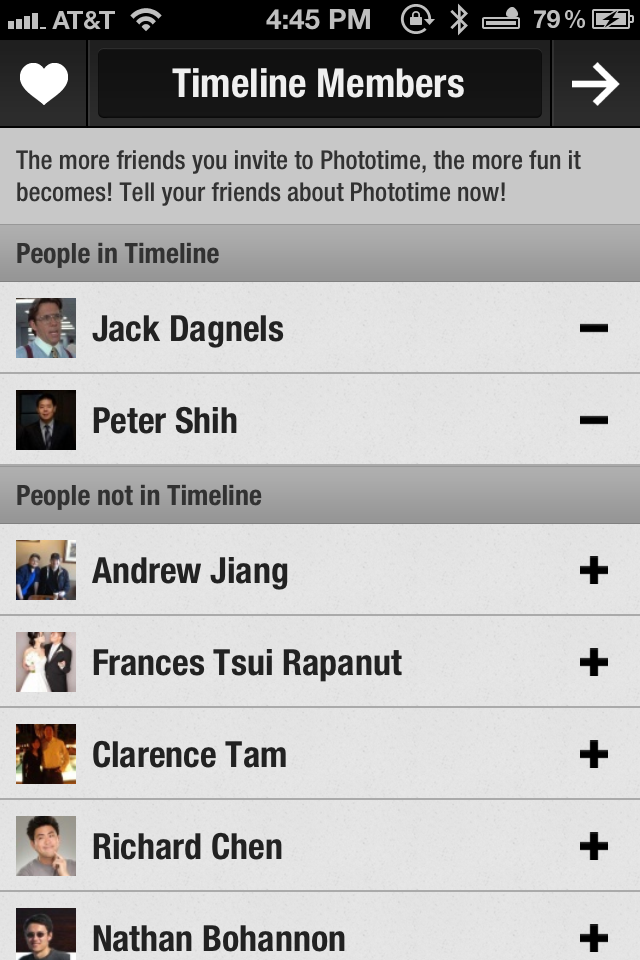 AT&T 4:45 PM 79%
Timeline Members
The more friends you invite to Phototime, the more fun it
becomes! Tell your friends about Phototime now!
People in Timeline
Jack Dagnels
Peter Shih
People not in Timeline
Andrew Jiang
Frances Tsui Rapanut
Clarence Tam
Richard Chen
Nathan Bohannon